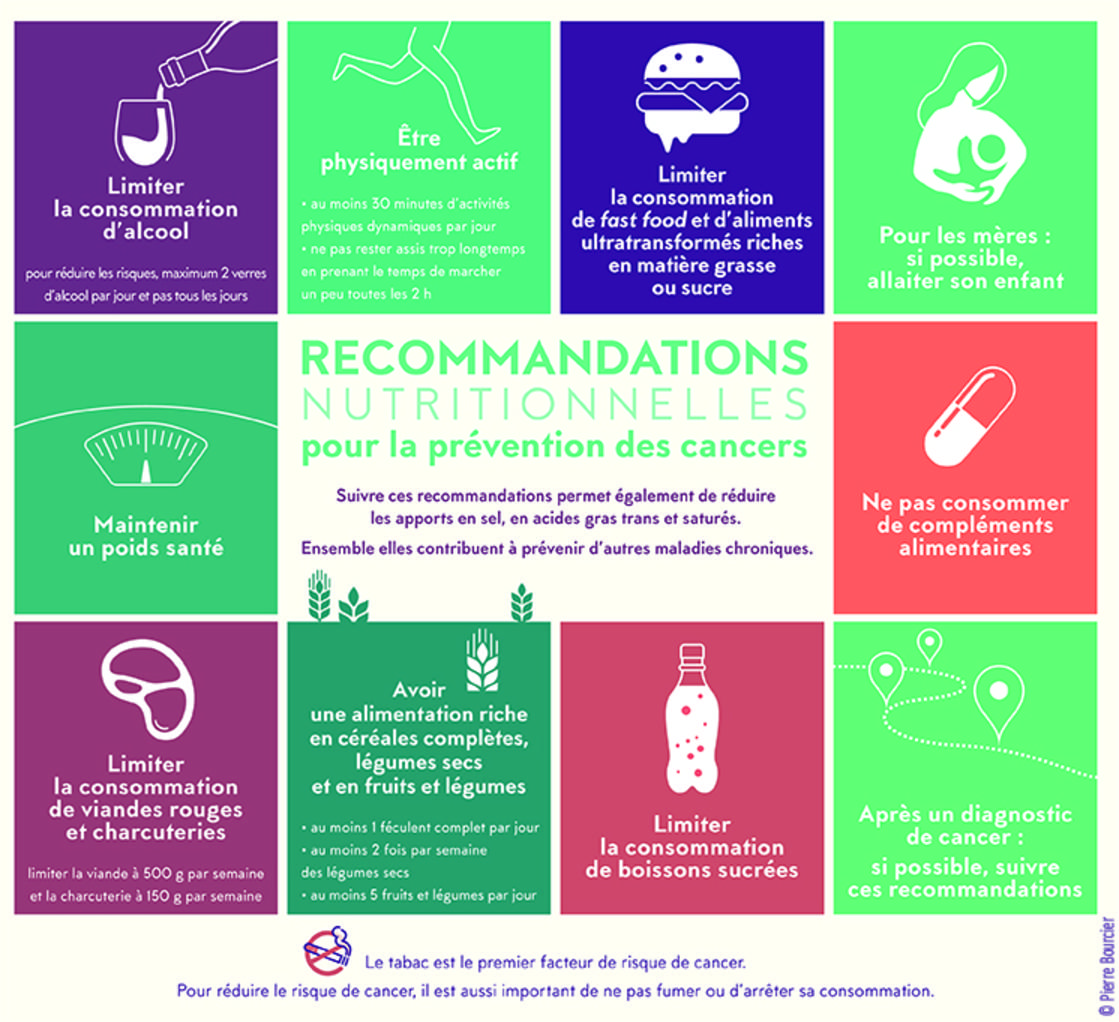 Limiter
la consommation
d'alcool
pour réduire les risques, maximum 2 verres
d'alcool par jour et pas tous les jours
Être
physiquement actif
• au moins 30 minutes d'activités
physiques dynamiques par jour
• ne pas rester assis trop longtemps
en prenant le temps de marcher
un peu toutes les 2 h
Limiter
la consommation
de fast food et d'aliments
ultratransformés riches
en matière grasse
ou sucre
Pour les mères :
si possible,
allaiter son enfant
Maintenir
un poids santé
RECOMMANDATIONS
NUTRITIONNELLES
pour la prévention des cancers
Suivre ces recommandations permet également de réduire
les apports en sel, en acides gras trans et saturés.
Ensemble elles contribuent à prévenir d'autres maladies chroniques.
Ne pas consommer
de compléments
alimentaires
Limiter
la consommation
de viandes rouges
et charcuteries
limiter la viande à 500 g par semaine
et la charcuterie à 150 g par semaine
Avoir
une alimentation riche
en céréales complètes,
légumes secs
et en fruits et légumes
• au moins 1 féculent complet par jour
• au moins 2 fois par semaine
des légumes secs
• au moins 5 fruits et légumes par jour
Limiter
la consommation
de boissons sucrées
Après un diagnostic
de cancer :
si possible, suivre
ces recommandations
Le tabac est le premier facteur de risque de cancer.
Pour réduire le risque de cancer, il est aussi important de ne pas fumer ou d'arrêter sa consommation.
© Pierre Bourcier